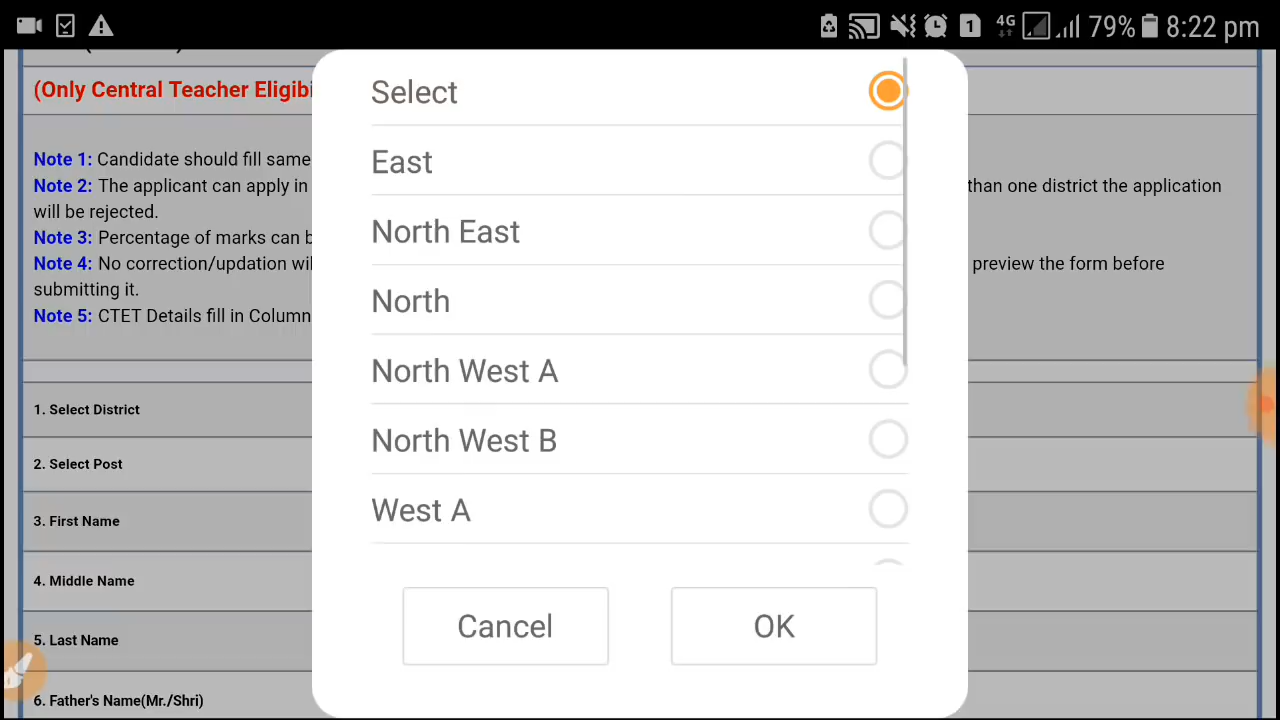 4G 79% 8:22 pm
1
(Only Central Teacher Eligibi
Note 1: Candidate should fill same
Note 2: The applicant can apply in
than one district the application
will be rejected.
Note 3: Percentage of marks can b
Note 4: No correction/updation wil
preview the form before
submitting it.
Note 5: CTET Details fill in Column
1. Select District
2. Select Post
3. First Name
4. Middle Name
5. Last Name
6. Father's Name(Mr./Shri)
Select
East
North East
North
North West A
North West B
West A
Cancel
OK